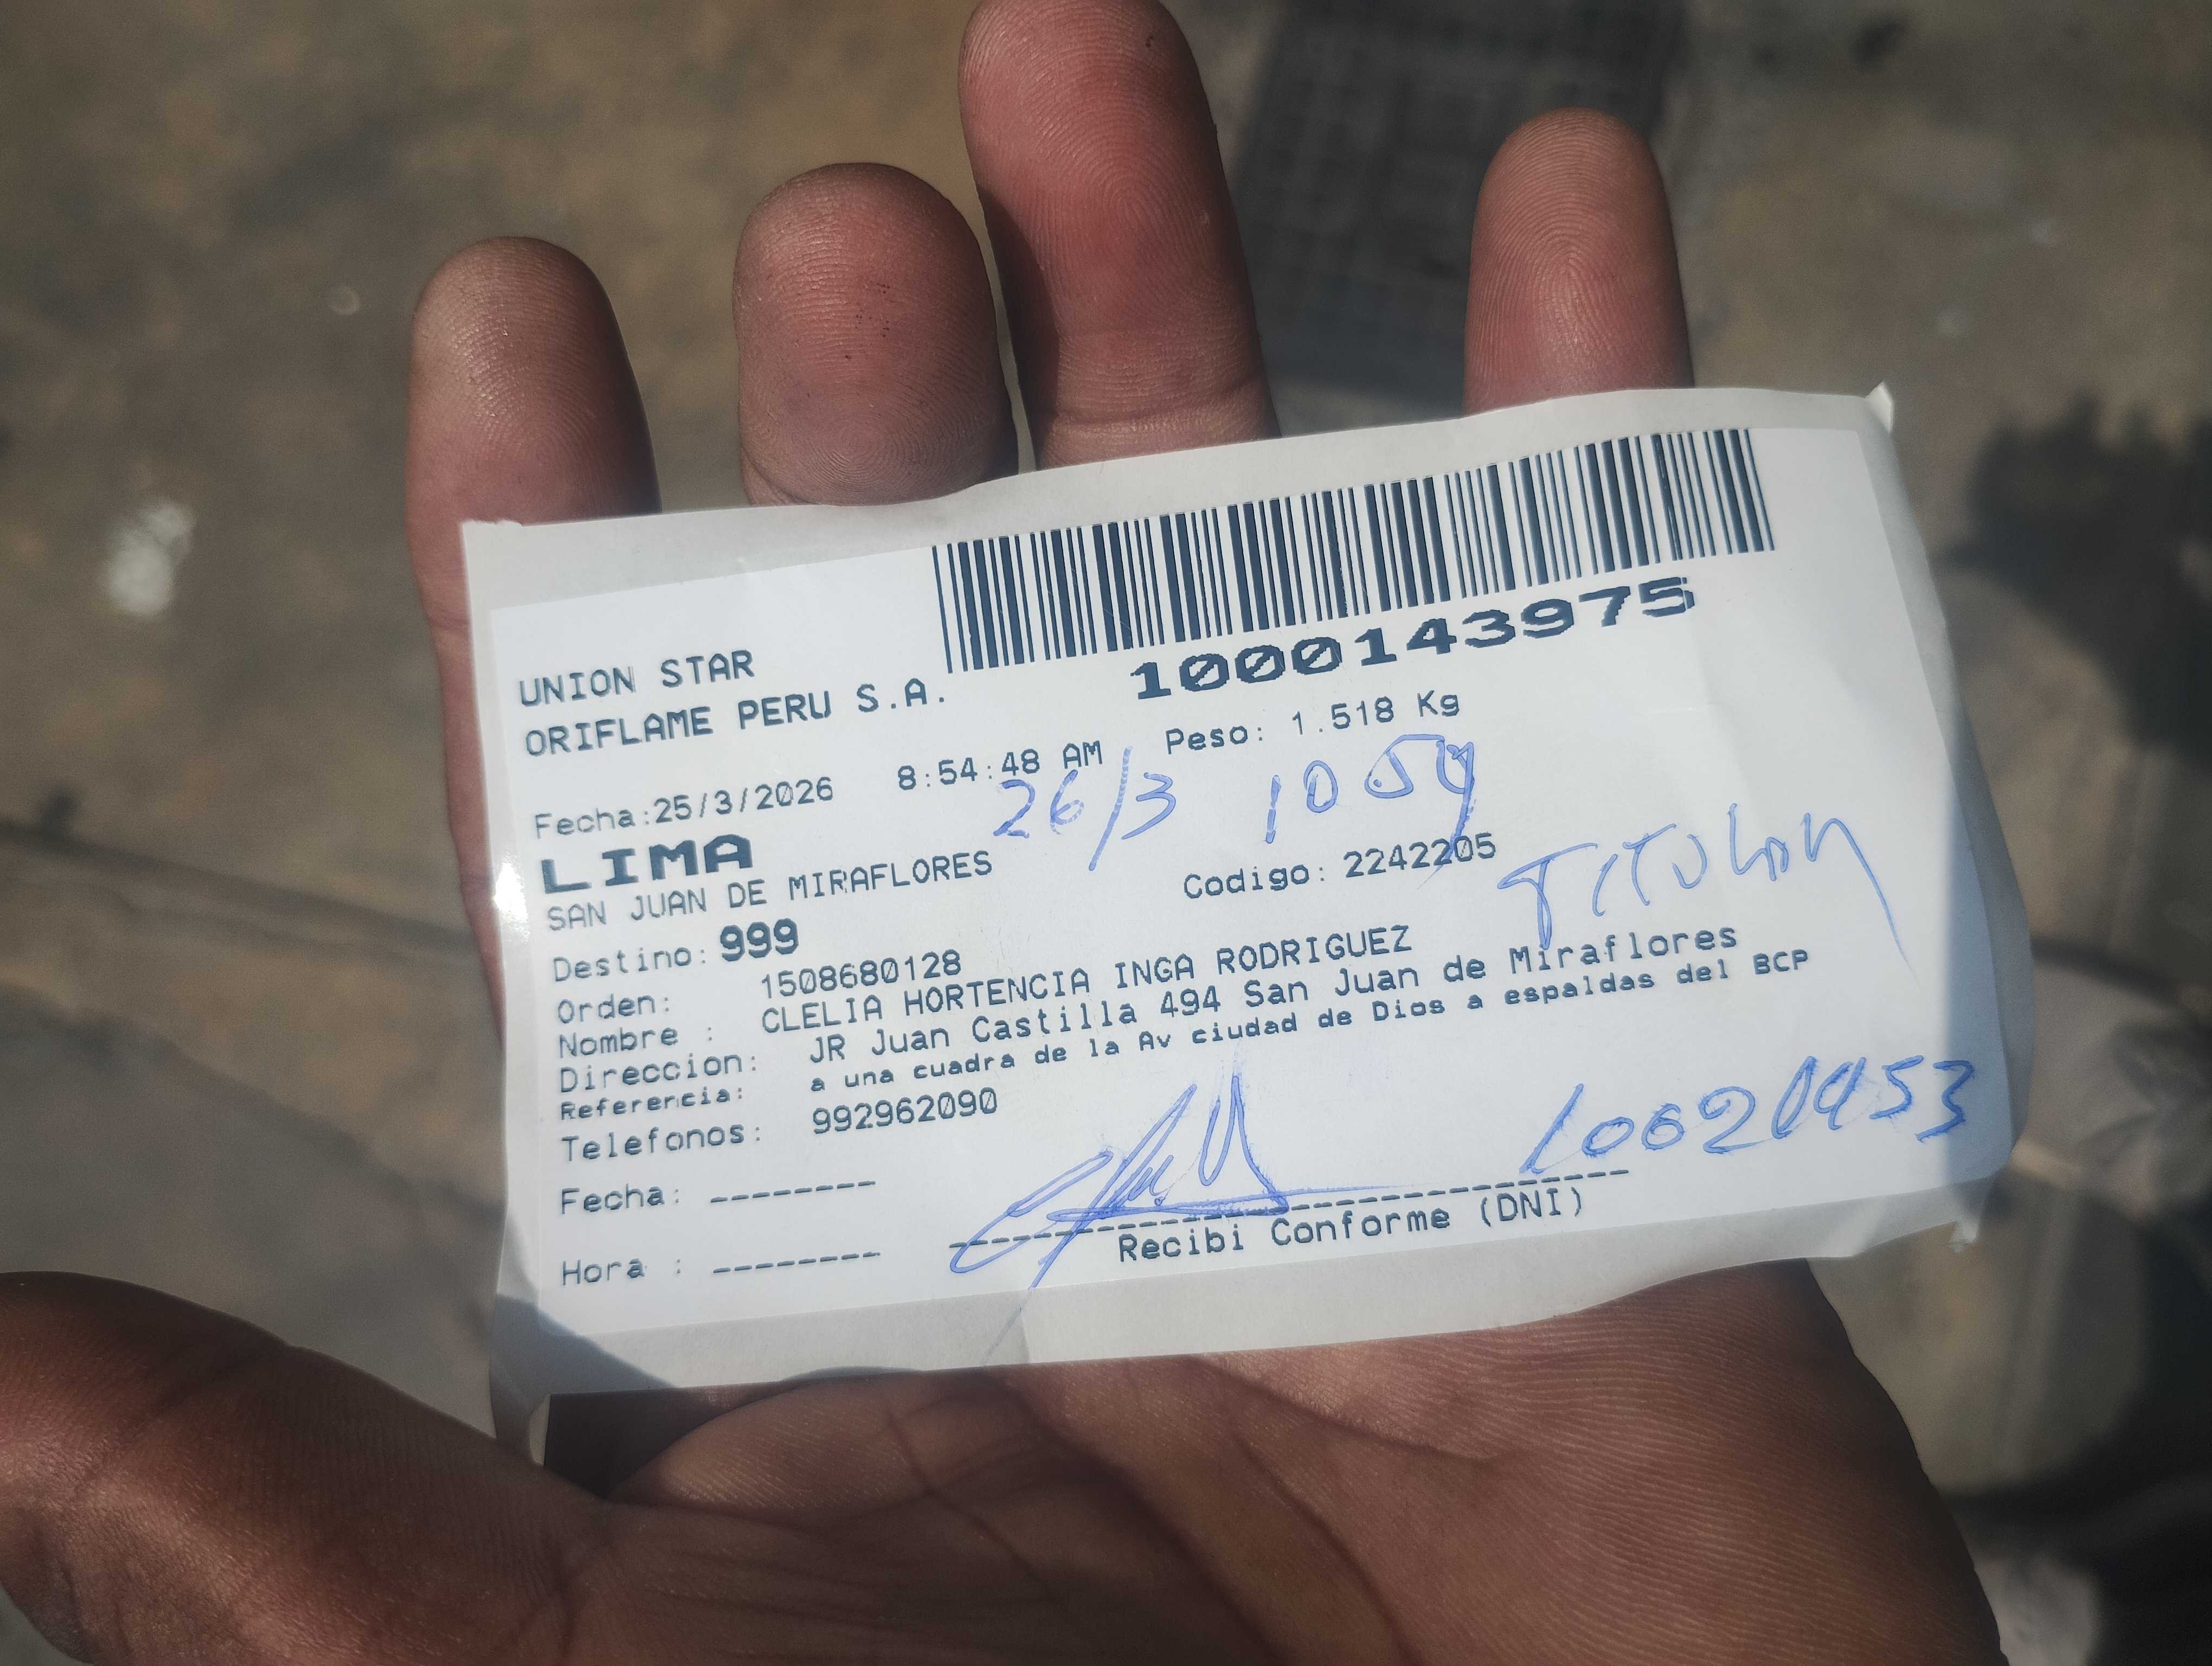 1000143975
UNION STAR
ORIFLAME PERU S.A.
Fecha:25/3/2026 8:54:48 AM Peso: 1.518 Kg
26/3 10 54
LIMA
SAN JUAN DE MIRAFLORES Codigo: 2242205
TITULAR
Destino: 999
Orden: 1508680128
Nombre : CLELIA HORTENCIA INGA RODRIGUEZ
Direccion: JR Juan Castilla 494 San Juan de Miraflores
Referencia: a una cuadra de la Av ciudad de Dios a espaldas del BCP
Telefonos: 992962090
Fecha: --------
Hora : --------
Recibi Conforme (DNI)